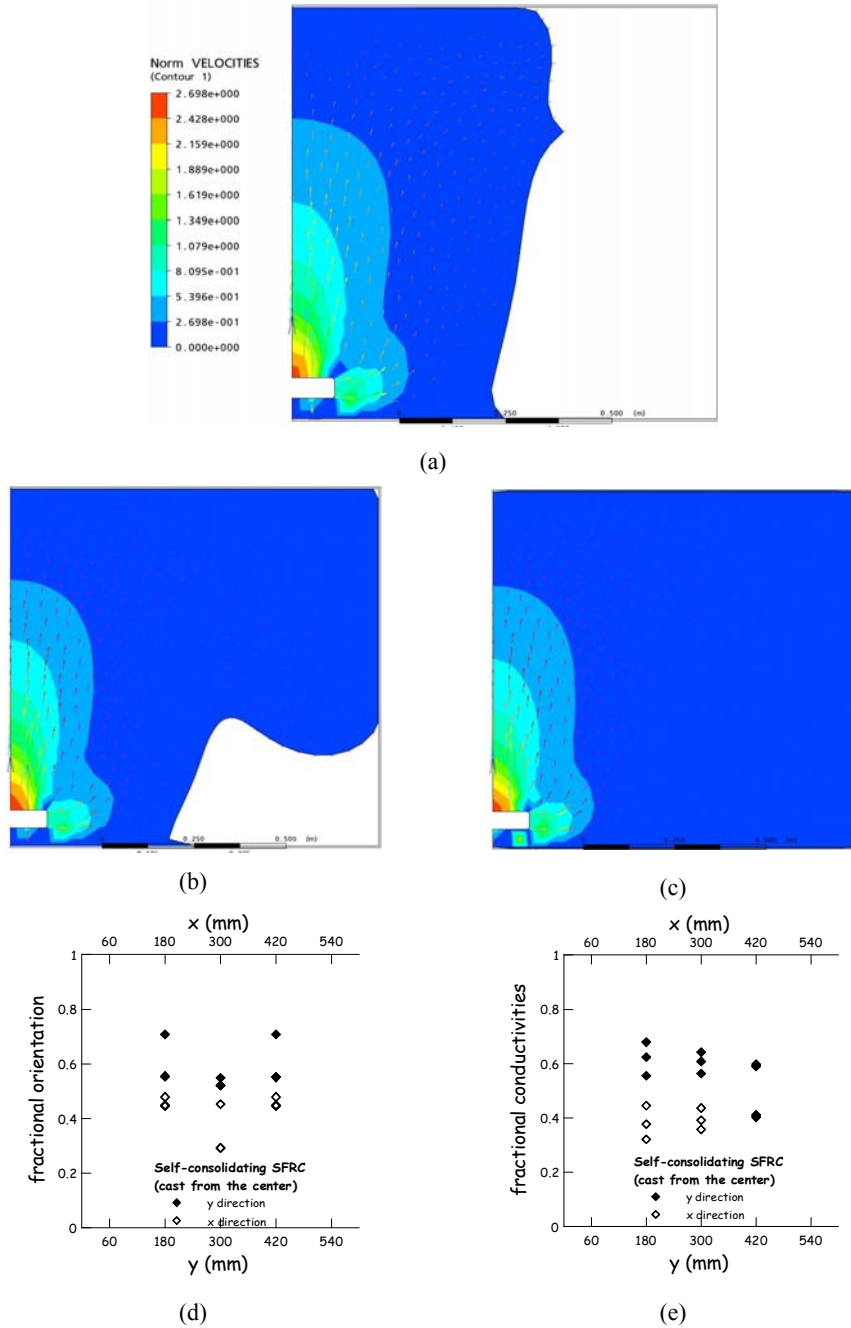 Norm VELOCITIES
(Contour 1)
2.698e+000
2.428e+000
2.159e+000
1.889e+000
1.619e+000
1.349e+000
1.079e+000
8.095e-001
5.396e-001
2.698e-001
0.000e+000
0 0.250 0.500 (m)
(a)
0.250 0.500 (m)
(b)
(c)
x (mm)
60 180 300 420 540
1
0.8
0.6
0.4
0.2
0
fractional orientation
Self-consolidating SFRC
(cast from the center)
y direction
x direction
60 180 300 420 540
y (mm)
(d)
x (mm)
60 180 300 420 540
1
0.8
0.6
0.4
0.2
0
fractional conductivities
Self-consolidating SFRC
(cast from the center)
y direction
x direction
60 180 300 420 540
y (mm)
(e)